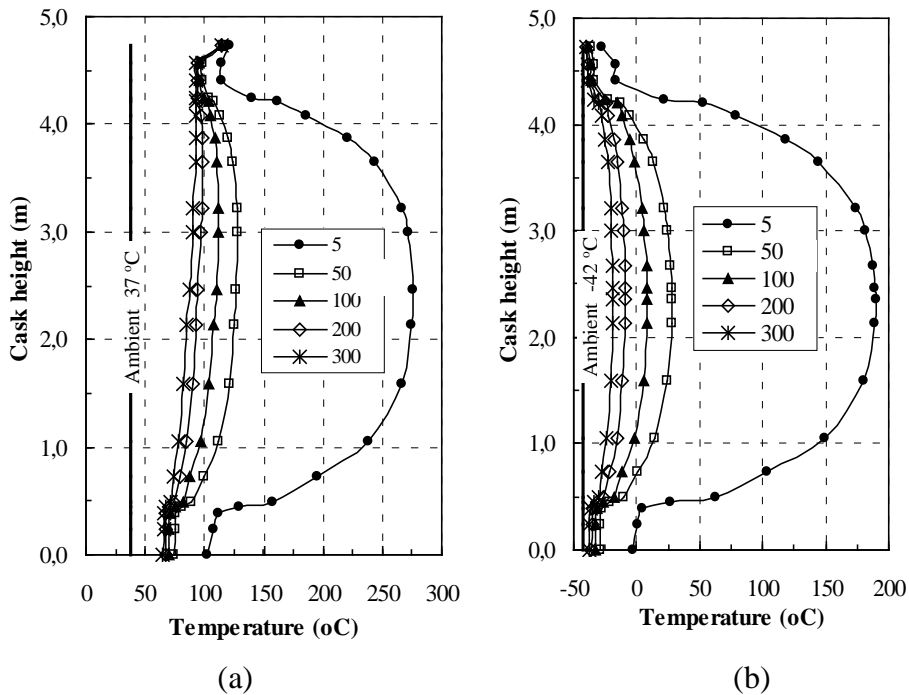 5,0
4,0
3,0
2,0
1,0
0,0
Cask height (m)
Ambient 37 °C
5
50
100
200
300
0 50 100 150 200 250 300
Temperature (oC)
(a)
5,0
4,0
3,0
2,0
1,0
0,0
Cask height (m)
Ambient -42 °C
5
50
100
200
300
-50 0 50 100 150 200
Temperature (oC)
(b)